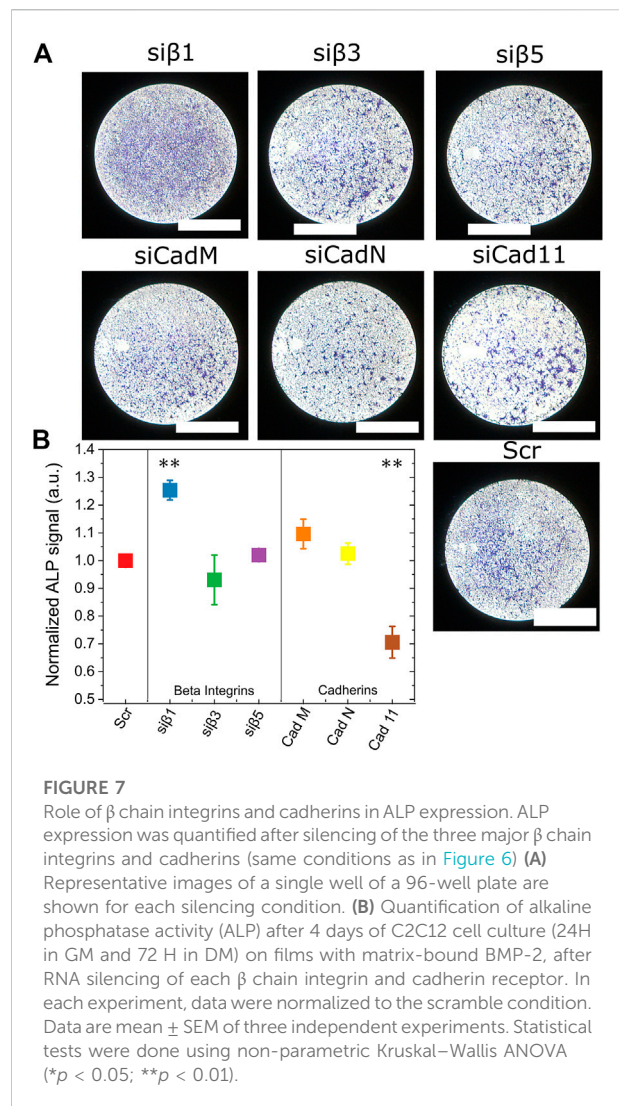 A
siβ1
siβ3
siβ5
siCadM
siCadN
siCad11
B
Scr
Normalized ALP signal (a.u.)
1.4
1.3
1.2
1.1
1.0
0.9
0.8
0.7
0.6
0.5
**
**
Beta Integrins
Cadherins
Scr
siβ1
siβ3
siβ5
Cad M
Cad N
Cad 11
FIGURE 7
Role of β chain integrins and cadherins in ALP expression. ALP
expression was quantified after silencing of the three major β chain
integrins and cadherins (same conditions as in Figure 6) (A)
Representative images of a single well of a 96-well plate are
shown for each silencing condition. (B) Quantification of alkaline
phosphatase activity (ALP) after 4 days of C2C12 cell culture (24H
in GM and 72 H in DM) on films with matrix-bound BMP-2, after
RNA silencing of each β chain integrin and cadherin receptor. In
each experiment, data were normalized to the scramble condition.
Data are mean ± SEM of three independent experiments. Statistical
tests were done using non-parametric Kruskal–Wallis ANOVA
(*p < 0.05; **p < 0.01).